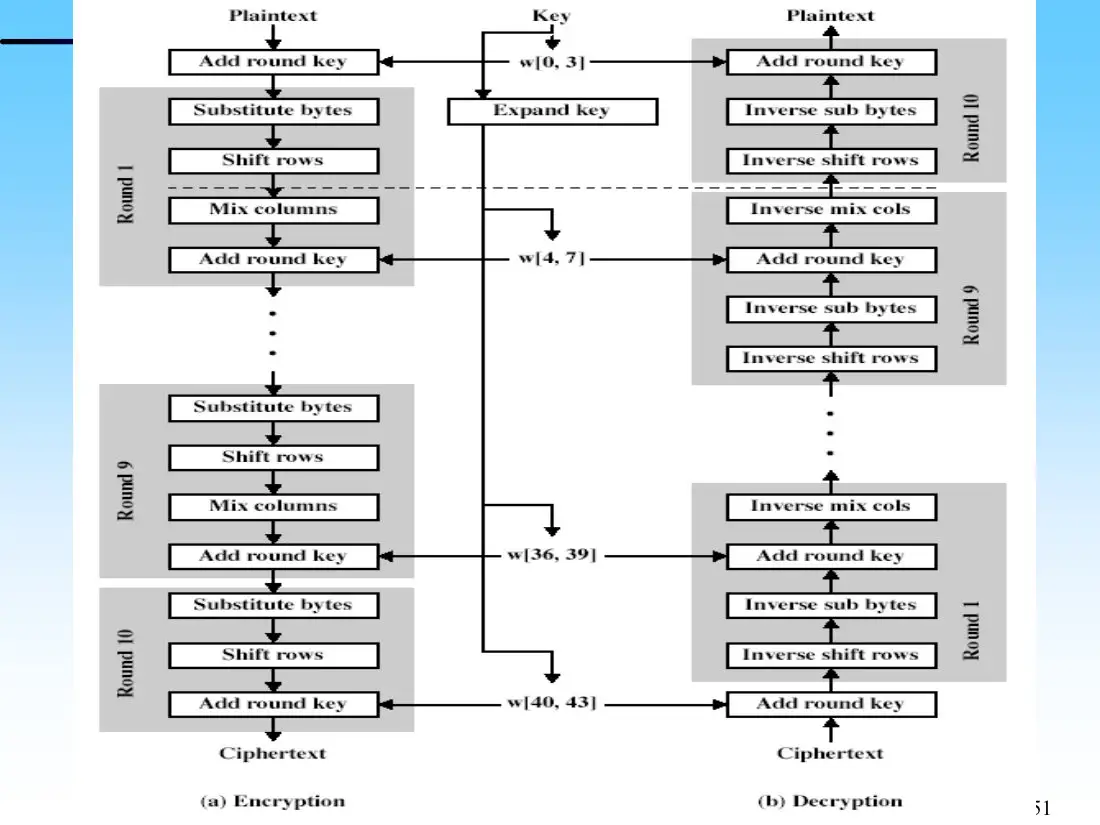 Plaintext
Key
Plaintext
Add round key
w[0, 3]
Add round key
Substitute bytes
Expand key
Inverse sub bytes
Shift rows
Inverse shift rows
Round 1
Round 10
Mix columns
Inverse mix cols
Add round key
w[4, 7]
Add round key
Inverse sub bytes
Round 9
Inverse shift rows
Substitute bytes
Shift rows
Round 9
Mix columns
Inverse mix cols
Add round key
w[36, 39]
Add round key
Substitute bytes
Inverse sub bytes
Round 10
Round 1
Shift rows
Inverse shift rows
Add round key
w[40, 43]
Add round key
Ciphertext
Ciphertext
(a) Encryption
(b) Decryption
51